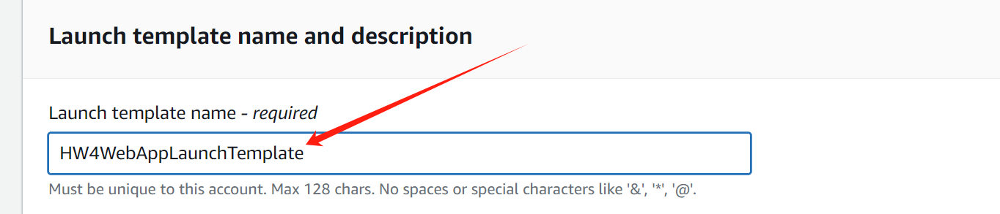 Launch template name and description
Launch template name - required
HW4WebAppLaunchTemplate
Must be unique to this account. Max 128 chars. No spaces or special characters like '&', '*', '@'.